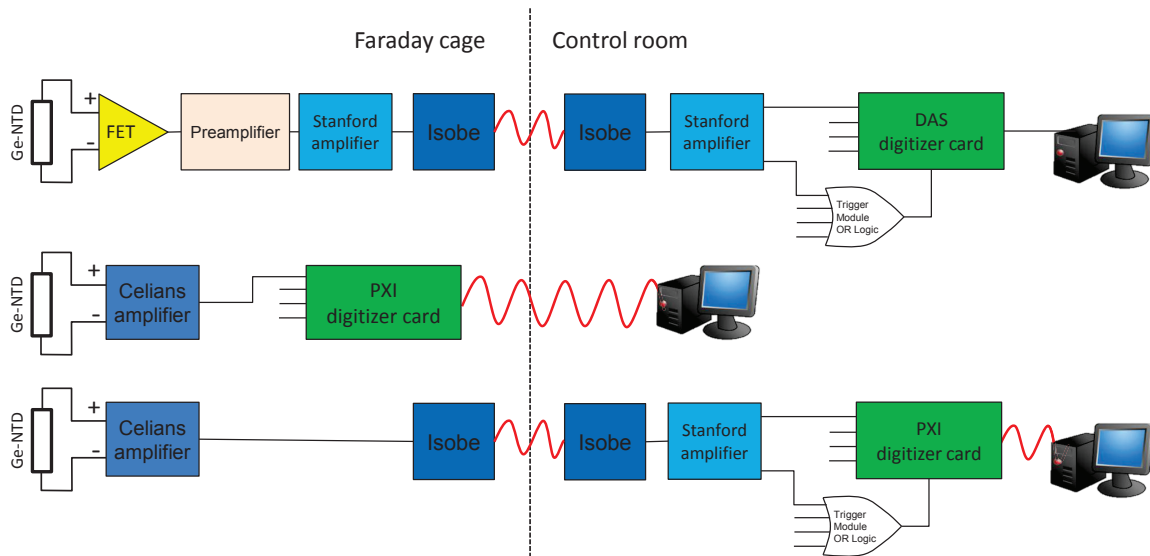 Faraday cage
Control room
Ge-NTD
+
-
FET
Preamplifier
Stanford
amplifier
Isobe
Isobe
Stanford
amplifier
DAS
digitizer card
Trigger
Module
OR Logic
Ge-NTD
+
-
Celians
amplifier
PXI
digitizer card
Ge-NTD
+
-
Celians
amplifier
Isobe
Isobe
Stanford
amplifier
PXI
digitizer card
Trigger
Module
OR Logic